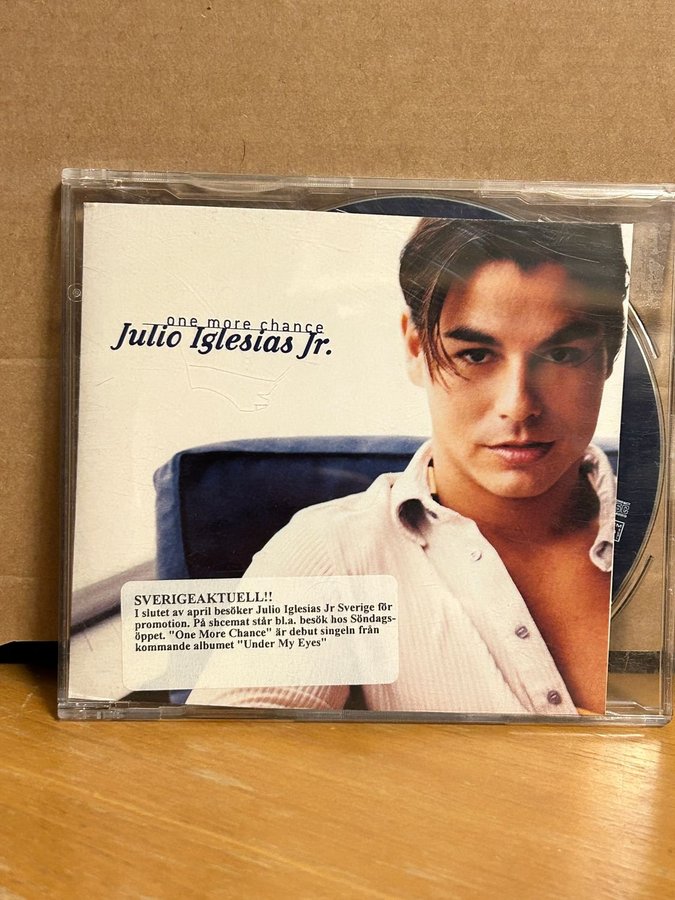 one more chance
Julio Iglesias Jr.
SVERIGEAKTUELL!!
I slutet av april besöker Julio Iglesias Jr Sverige för
promotion. På shcemat står bl.a. besök hos Söndags-
öppet. "One More Chance" är debut singeln från
kommande albumet "Under My Eyes"